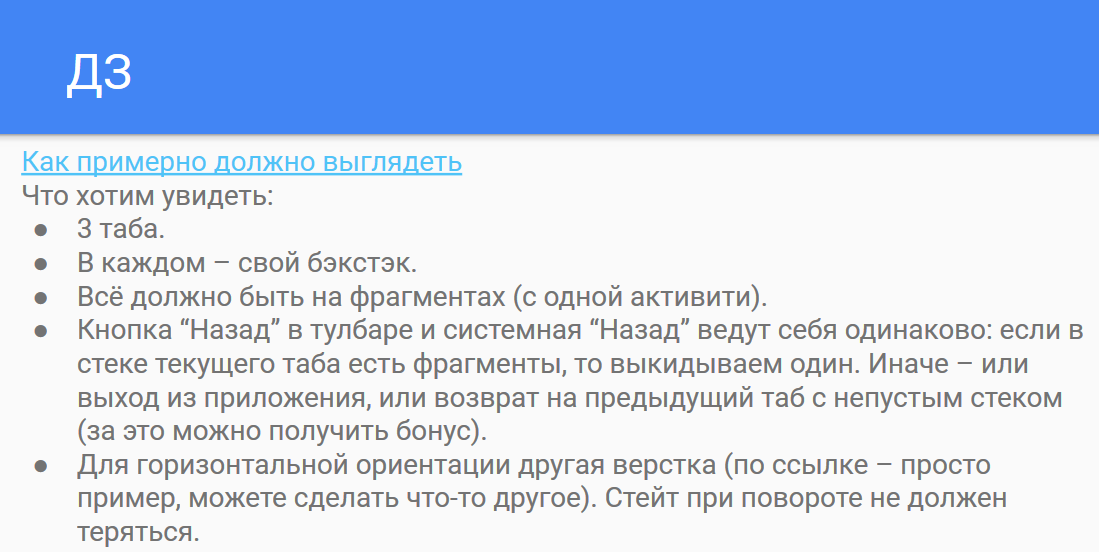 ДЗ
Как примерно должно выглядеть
Что хотим увидеть:
● 3 таба.
● В каждом – свой бэкстэк.
● Всё должно быть на фрагментах (с одной активити).
● Кнопка “Назад” в тулбаре и системная “Назад” ведут себя одинаково: если в
стеке текущего таба есть фрагменты, то выкидываем один. Иначе – или
выход из приложения, или возврат на предыдущий таб с непустым стеком
(за это можно получить бонус).
● Для горизонтальной ориентации другая верстка (по ссылке – просто
пример, можете сделать что-то другое). Стейт при повороте не должен
теряться.